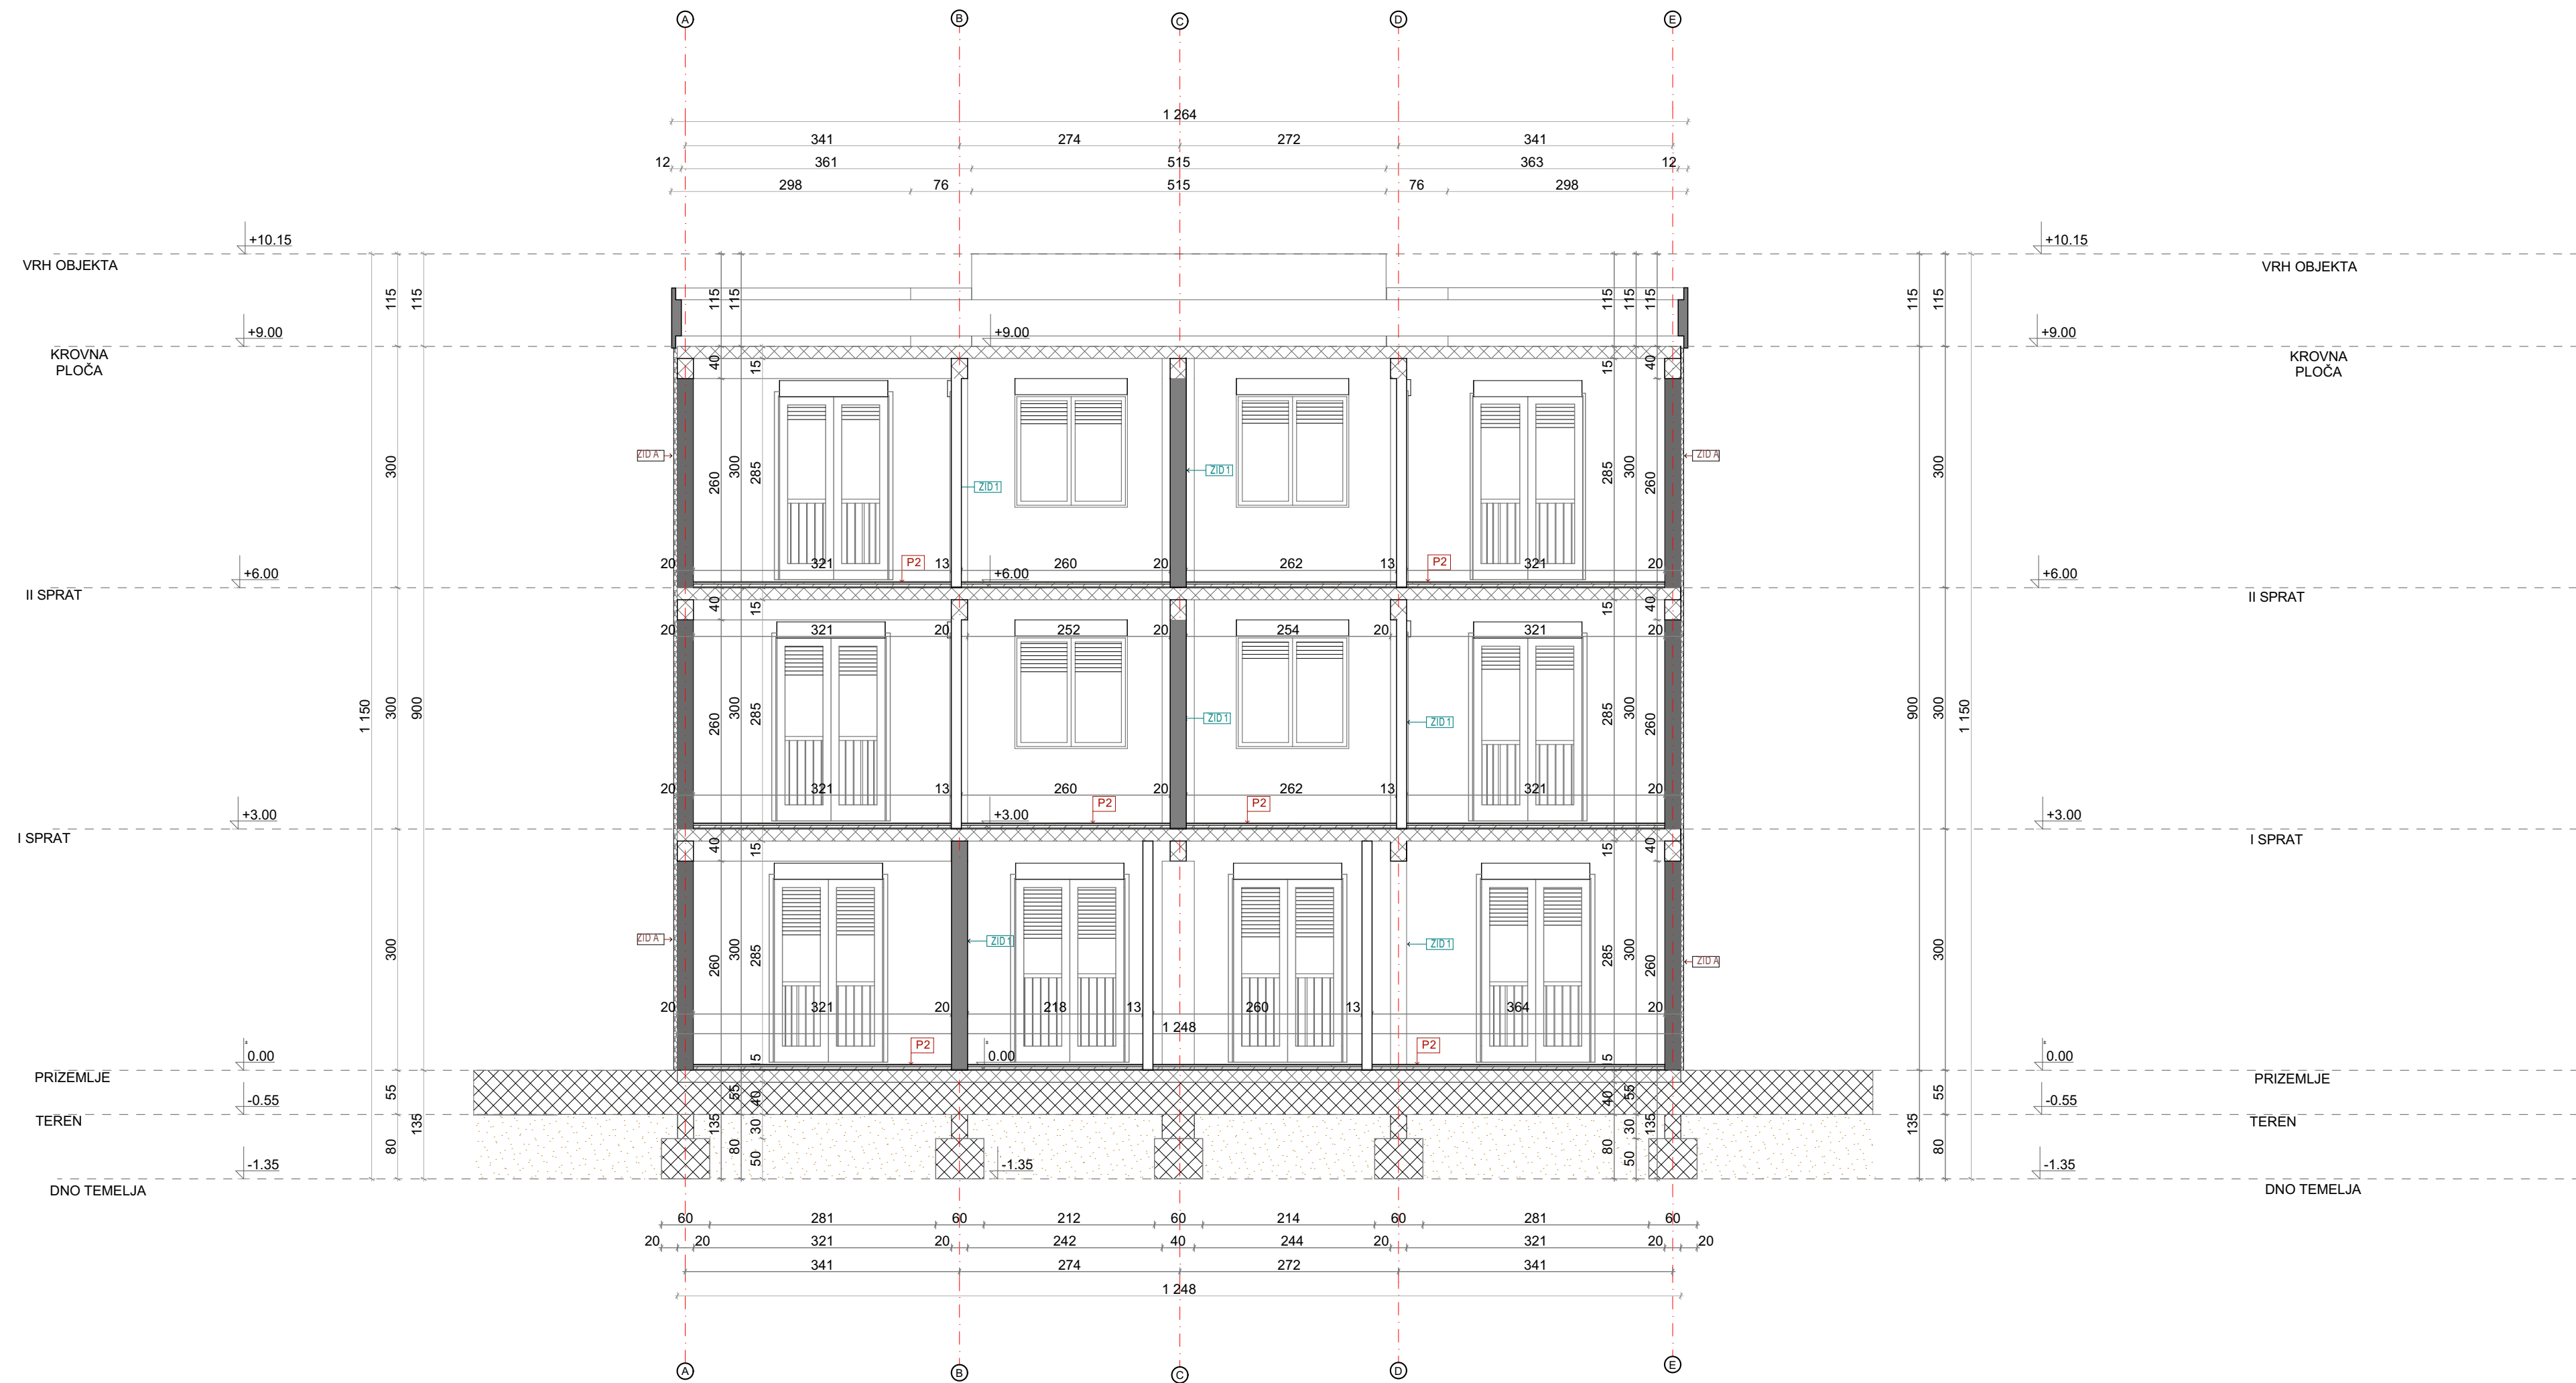 A B C D E
1 264
341 274 272 341
12 361 515 363 12
298 76 515 76 298
+10.15 +10.15
VRH OBJEKTA VRH OBJEKTA
115 115 115 115 115 115 115 115 115
+9.00 +9.00 +9.00
KROVNA KROVNA
PLOČA PLOČA
40 15 15 40
ZID A ZID 1 ZID 1 ZID A
300 260 300 285 285 300 260 300
20 321 P2 13 260 20 262 13 P2 321 20
+6.00 +6.00 +6.00
II SPRAT II SPRAT
40 15 15 40
20 321 20 252 20 254 20 321 20
ZID 1 ZID 1
1 150 300 900 260 300 285 285 300 260 900 300 1 150
20 321 13 260 20 262 13 321 20
P2 P2
+3.00 +3.00 +3.00
I SPRAT I SPRAT
40 15 15 40
ZID A ZID 1 ZID 1 ZID A
300 260 300 285 285 300 260 300
20 321 20 218 13 260 13 364 20
1 248
P2 P2
0.00 0.00 0.00
15 15
PRIZEMLJE PRIZEMLJE
55 55 40 40 55 55
-0.55 -0.55
TEREN TEREN
135 80 135 80 30 50 80 30 50 135 135 80
-1.35 -1.35 -1.35
DNO TEMELJA DNO TEMELJA
60 281 60 212 60 214 60 281 60
20 20 321 20 242 40 244 20 321 20 20
341 274 272 341
1 248
A B C D E